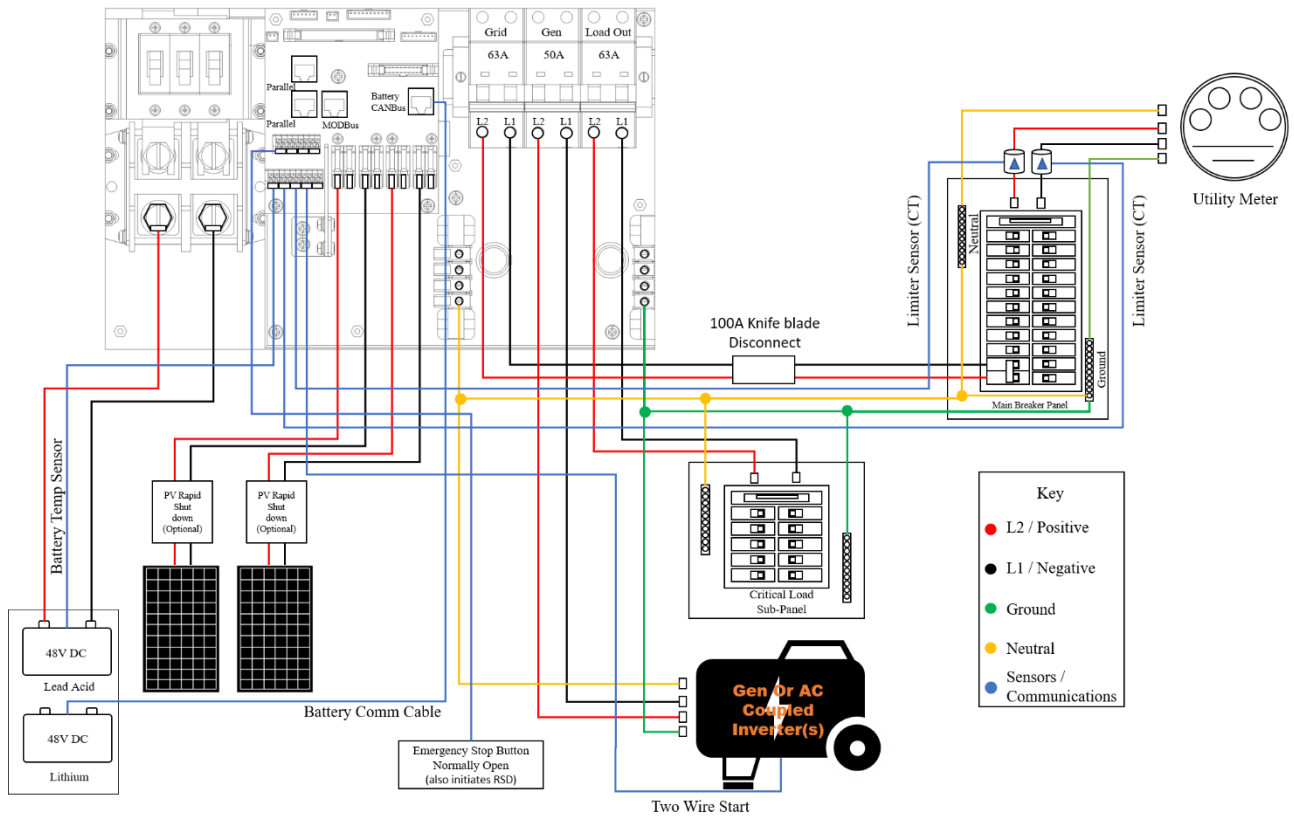 Grid
Gen
Load Out
63A
50A
63A
Parallel
Battery
CANBus
Parallel
MODBus
L2
L1
L2
L1
L2
L1
Utility Meter
Neutral
Limiter Sensor (CT)
Limiter Sensor (CT)
100A Knife blade
Disconnect
Ground
Main Breaker Panel
Battery Temp Sensor
PV Rapid
Shut
down
(Optional)
PV Rapid
Shut
down
(Optional)
Critical Load
Sub-Panel
Key
L2 / Positive
L1 / Negative
Ground
Neutral
Sensors /
Communications
48V DC
Lead Acid
48V DC
Lithium
Battery Comm Cable
Emergency Stop Button
Normally Open
(also initiates RSD)
Gen Or AC
Coupled
Inverter(s)
Two Wire Start